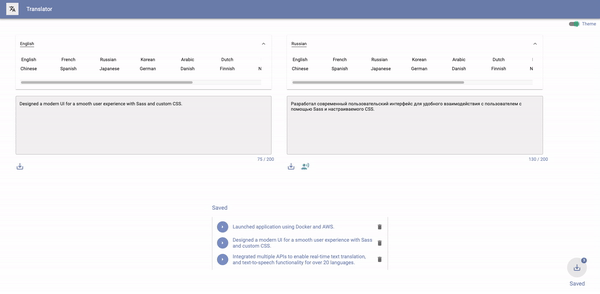 Translator
Theme
English
English French Russian Korean Arabic Dutch
Chinese Spanish Japanese German Danish Finnish N
Russian
English French Russian Korean Arabic Dutch
Chinese Spanish Japanese German Danish Finnish N
Designed a modern UI for a smooth user experience with Sass and custom CSS.
75 / 200
Разработал современный пользовательский интерфейс для удобного взаимодействия с пользователем с
помощью Sass и настраиваемого CSS.
130 / 200
Saved
Launched application using Docker and AWS.
Designed a modern UI for a smooth user experience with Sass
and custom CSS.
Integrated multiple APIs to enable real-time text translation,
and text-to-speech functionality for over 20 languages.
3
Saved